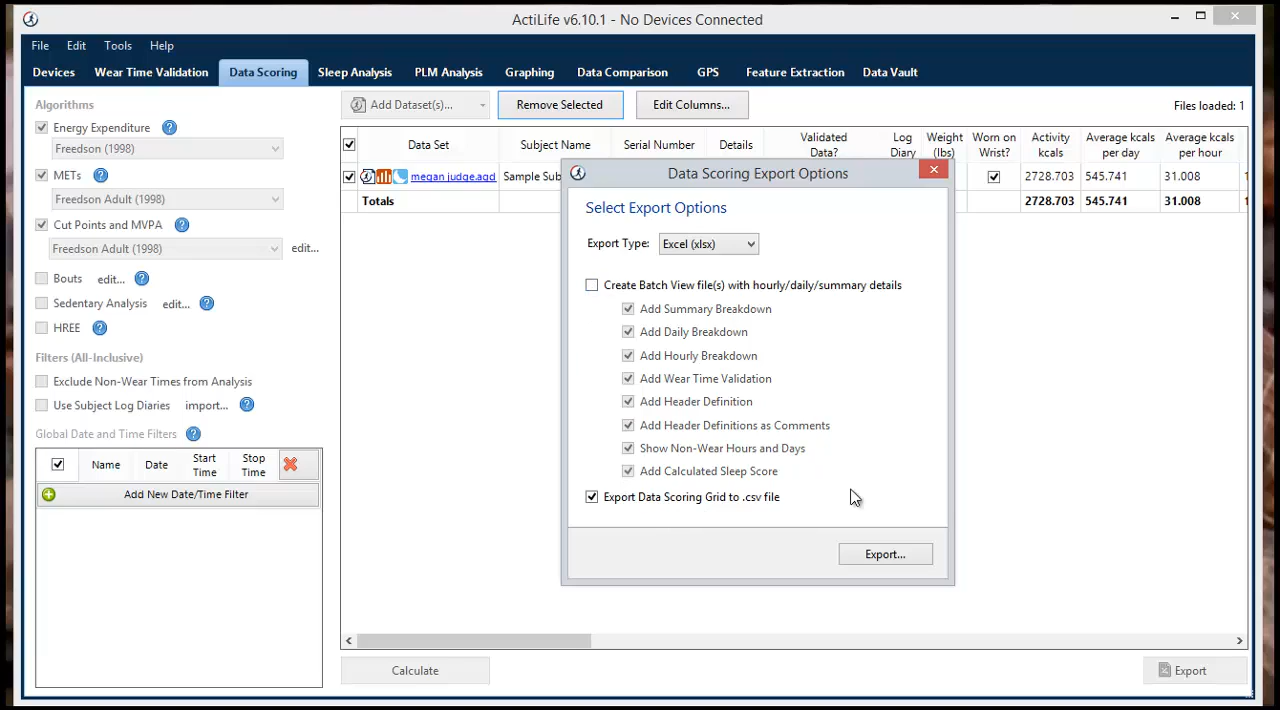 ActiLife v6.10.1 - No Devices Connected
File Edit Tools Help
Devices Wear Time Validation Data Scoring Sleep Analysis PLM Analysis Graphing Data Comparison GPS Feature Extraction Data Vault
Algorithms
Energy Expenditure
Freedson (1998)
METs
Freedson Adult (1998)
Cut Points and MVPA
Freedson Adult (1998) edit...
Bouts edit...
Sedentary Analysis edit...
HREE
Filters (All-Inclusive)
Exclude Non-Wear Times from Analysis
Use Subject Log Diaries import...
Global Date and Time Filters
Name Date Start Time Stop Time
Add New Date/Time Filter
Add Dataset(s)... Remove Selected Edit Columns... Files loaded: 1
Data Set Subject Name Serial Number Details Validated Data? Log Diary Weight (lbs) Worn on Wrist? Activity kcals Average kcals per day Average kcals per hour
megan judge.agd Sample Sub 2728.703 545.741 31.008
Totals 2728.703 545.741 31.008
Data Scoring Export Options
Select Export Options
Export Type: Excel (xlsx)
Create Batch View file(s) with hourly/daily/summary details
Add Summary Breakdown
Add Daily Breakdown
Add Hourly Breakdown
Add Wear Time Validation
Add Header Definition
Add Header Definitions as Comments
Show Non-Wear Hours and Days
Add Calculated Sleep Score
Export Data Scoring Grid to .csv file
Export...
Calculate Export